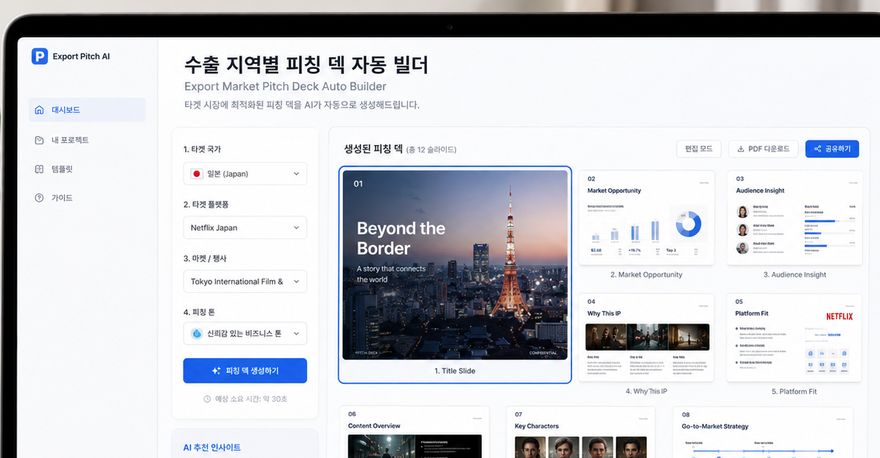 Export Pitch AI
대시보드
내 포로젝트
템플릿
가이드
수출 지역별 피칭 덱 자동 빌더
Export Market Pitch Deck Auto Builder
타겟 시장에 최적화된 피칭 덱을 AI가 자동으로 생성해드립니다.
1. 타겟 국가
일본 (Japan)
2. 타겟 플랫폼
Netflix Japan
3. 마켓 / 행사
Tokyo International Film &
4. 피칭 톤
신뢰감 있는 비즈니스 톤
피칭 덱 생성하기
예상 소요 시간: 약 30초
AI 추천 인사이트
생성된 피칭 덱 (총 12 슬라이드)
편집 모드
PDF 다운로드
공유하기
01
Beyond the
Border
A story that connects
the world
PITCH DECK
CONFIDENTIAL
1. Title Slide
02
Market Opportunity
2. Market Opportunity
03
Audience Insight
3. Audience Insight
04
Why This IP
4. Why This IP
05
Platform Fit
NETFLIX
5. Platform Fit
06
Content Overview
07
Key Characters
08
Go-to-Market Strategy